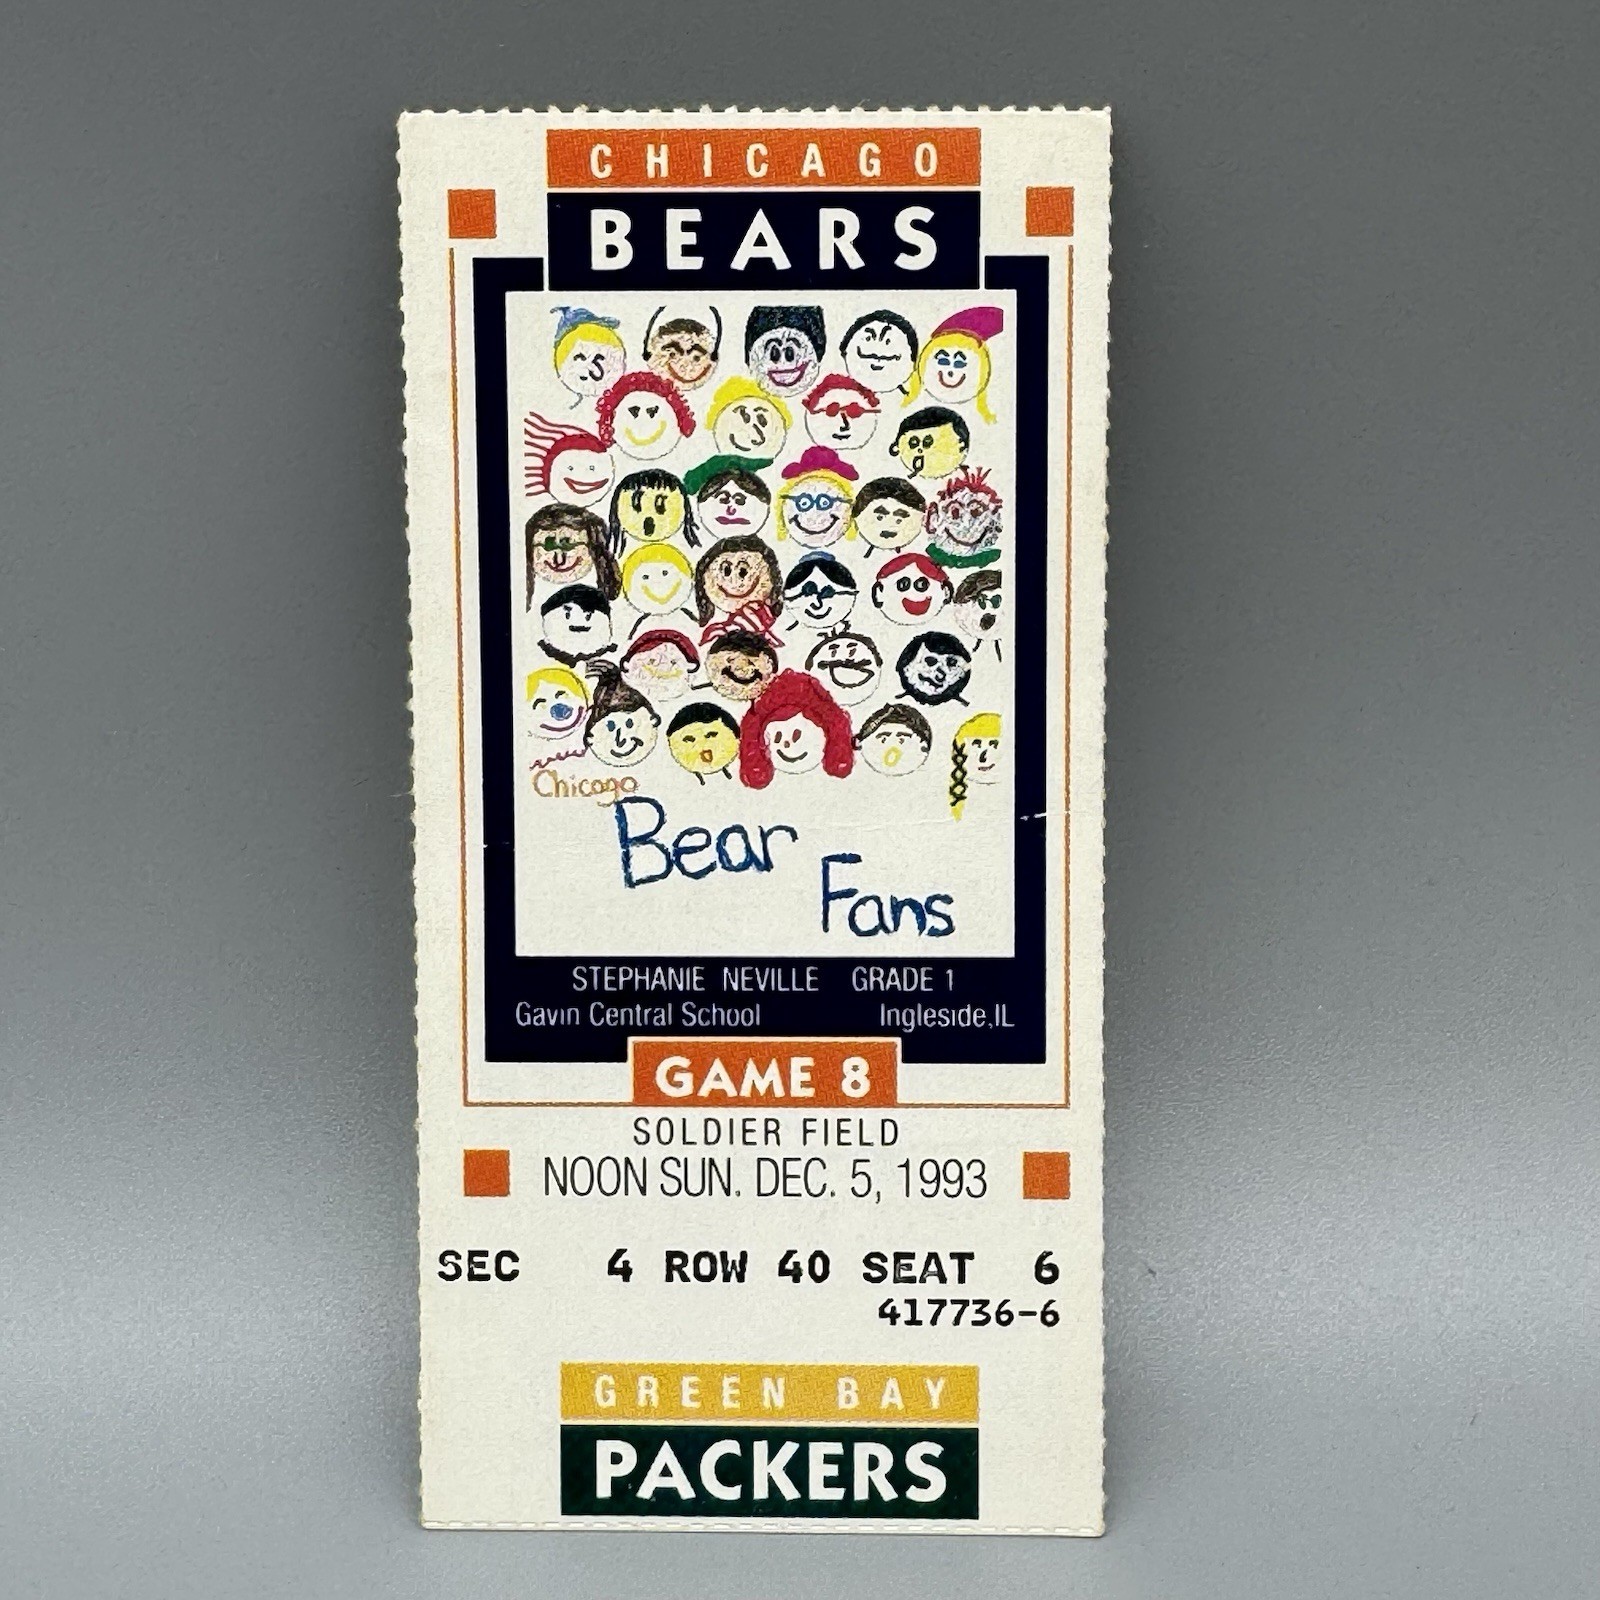 CHICAGO
BEARS
Chicago
Bear
Fans
STEPHANIE NEVILLE GRADE 1
Gavin Central School Ingleside, IL
GAME 8
SOLDIER FIELD
NOON SUN. DEC. 5, 1993
SEC 4 ROW 40 SEAT 6
417736-6
GREEN BAY
PACKERS